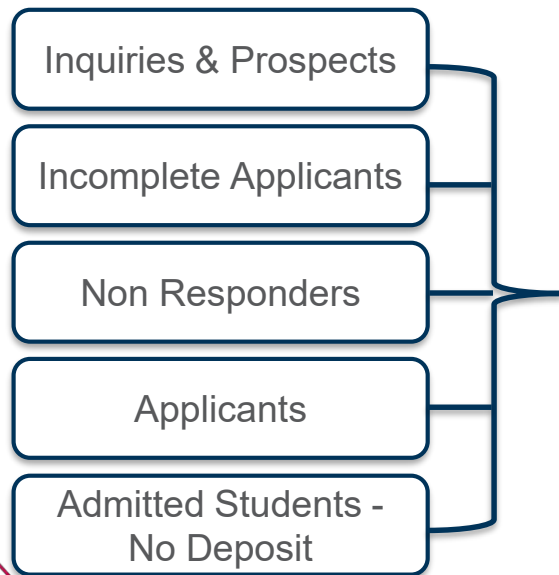 Inquiries & Prospects
Incomplete Applicants
Non Responders
Applicants
Admitted Students -
No Deposit